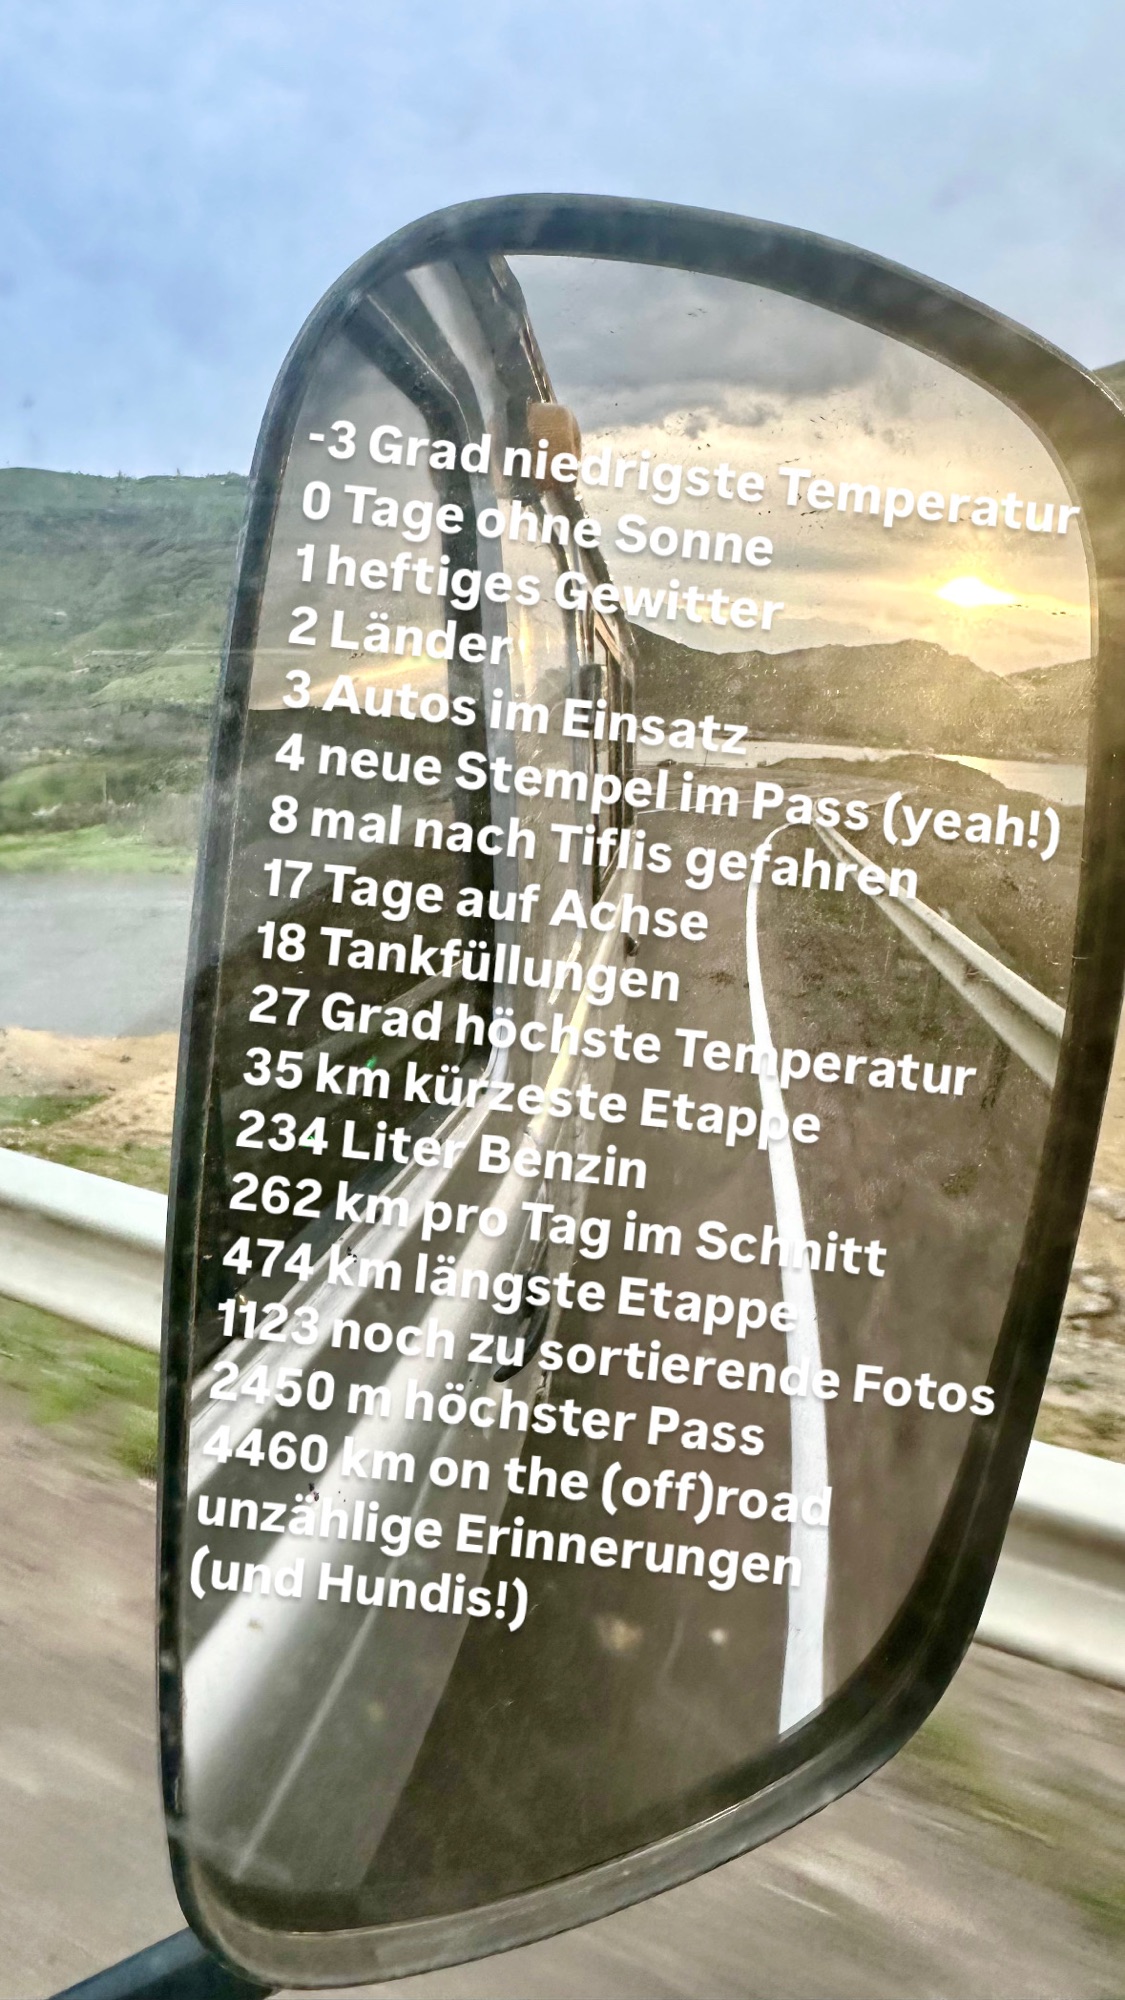 -3 Grad niedrigste Temperatur
0 Tage ohne Sonne
1 heftiges Gewitter
2 Länder
3 Autos im Einsatz
4 neue Stempel im Pass (yeah!)
8 mal nach Tiflis gefahren
17 Tage auf Achse
18 Tankfüllungen
27 Grad höchste Temperatur
35 km kürzeste Etappe
234 Liter Benzin
262 km pro Tag im Schnitt
474 km längste Etappe
1123 noch zu sortierende Fotos
2450 m höchster Pass
4460 km on the (off)road
unzählige Erinnerungen
(und Hundis!)